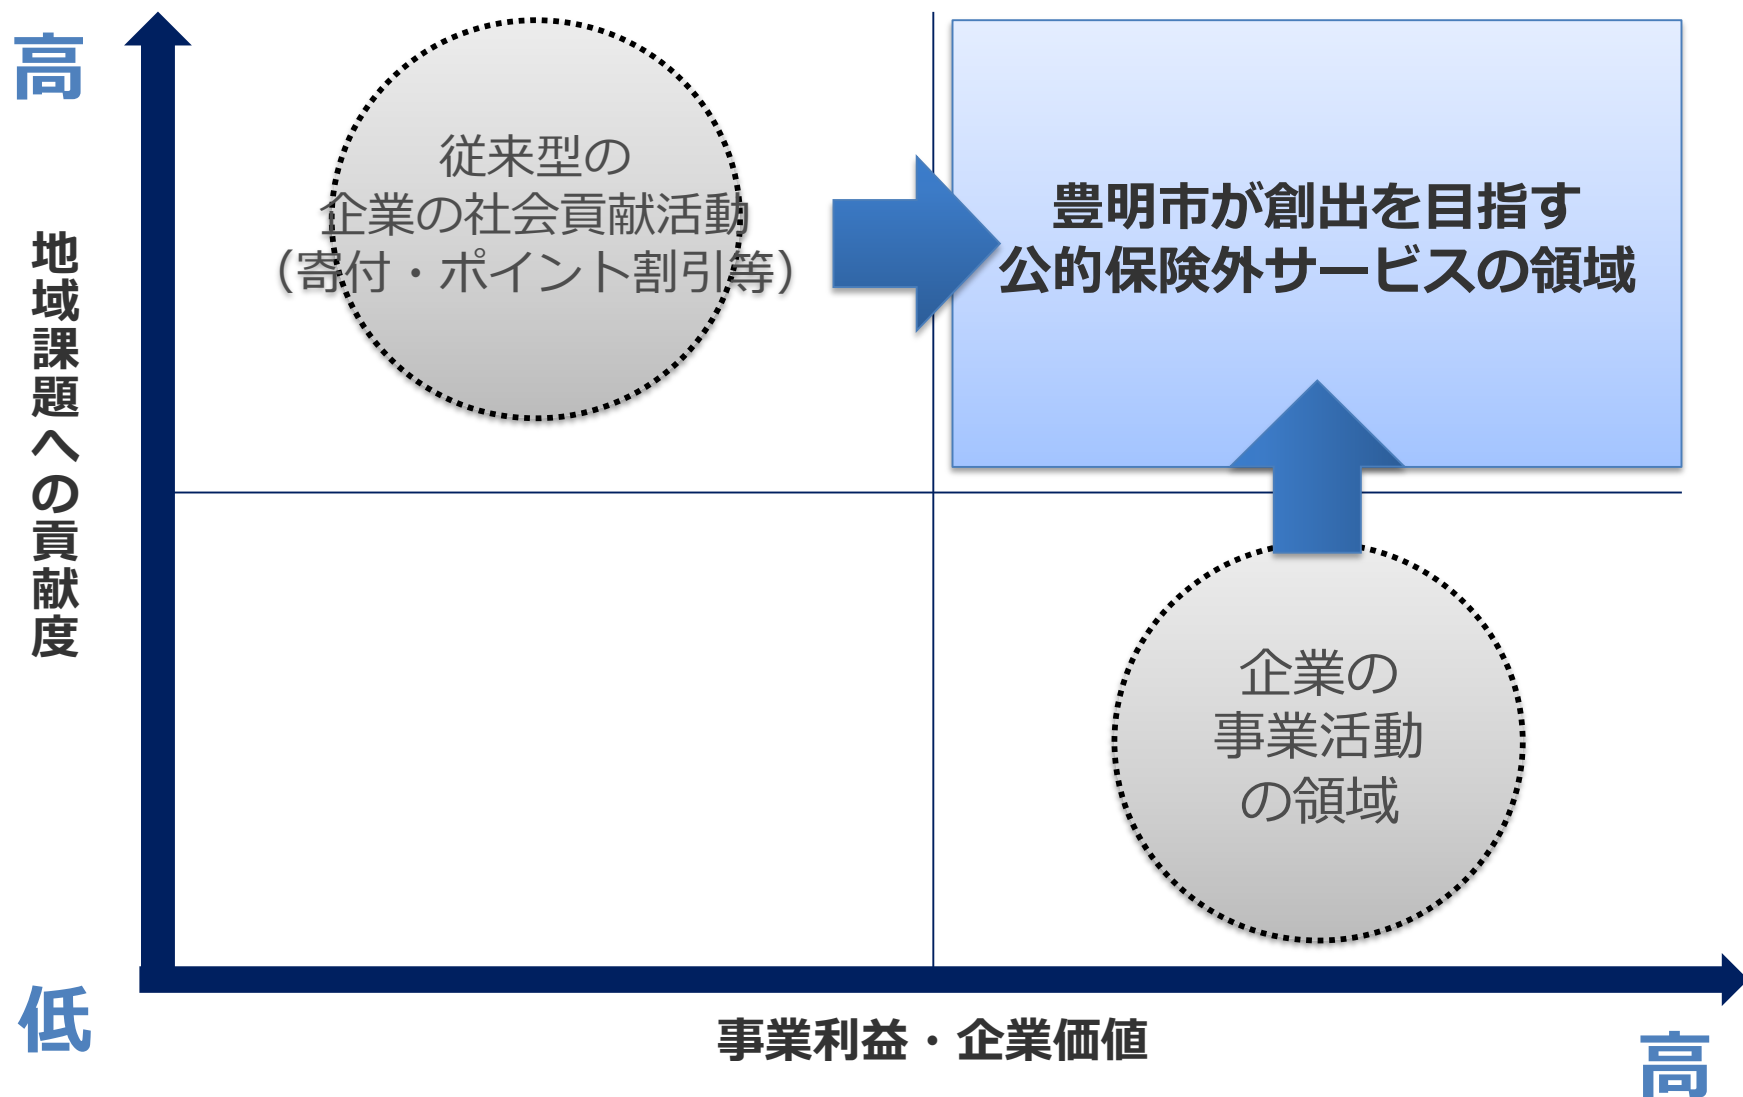 高
従来型の
企業の社会貢献活動
（寄付・ポイント割引等）
豊明市が創出を目指す
公的保険外サービスの領域
地域課題への貢献度
企業の
事業活動
の領域
低
事業利益・企業価値
高